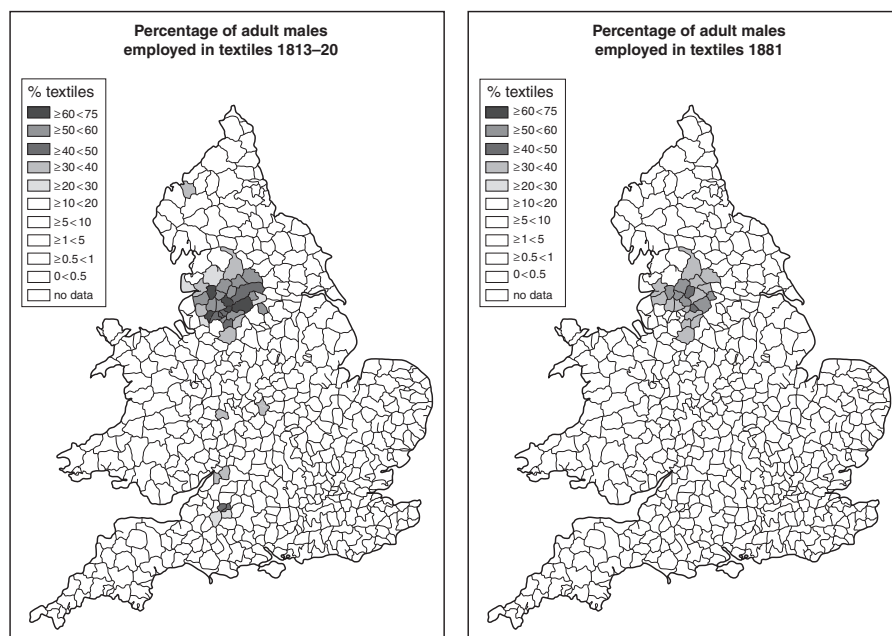 Percentage of adult males
employed in textiles 1813–20
% textiles
≥60<75
≥50<60
≥40<50
≥30<40
≥20<30
≥10<20
≥5<10
≥1<5
≥0.5<1
0<0.5
no data
Percentage of adult males
employed in textiles 1881
% textiles
≥60<75
≥50<60
≥40<50
≥30<40
≥20<30
≥10<20
≥5<10
≥1<5
≥0.5<1
0<0.5
no data